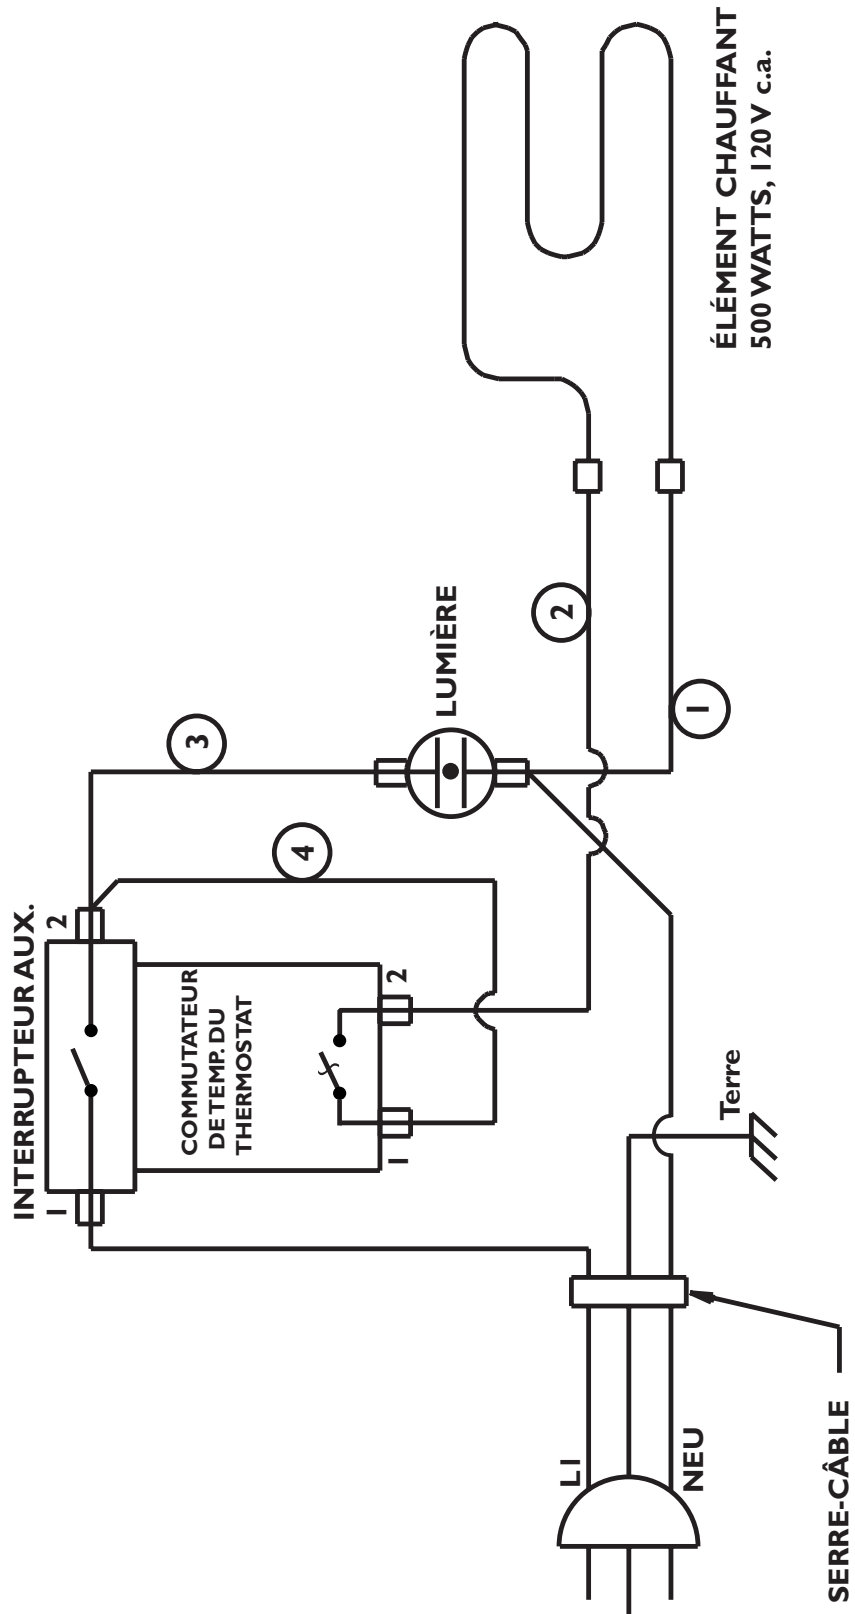 INTERRUPTEUR AUX.
1
2
COMMUTATEUR
DE TEMP. DU
THERMOSTAT
1
2
3
4
LUMIÈRE
2
1
ÉLÉMENT CHAUFFANT
500 WATTS, 120 V c.a.
Terre
L1
NEU
SERRE-CÂBLE